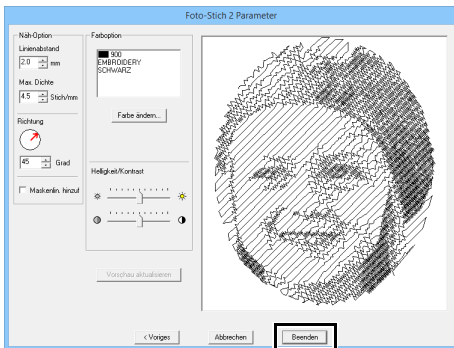 Foto-Stich 2 Parameter
Näh-Option
Linienabstand
2.0 mm
Max. Dichte
4.5 Stich/mm
Richtung
45 Grad
Maskenlin. hinzuf
Farboption
900
EMBROIDERY
SCHWARZ
Farbe ändern...
Helligkeit/Kontrast
Vorschau aktualisieren
< Voriges
Abbrechen
Beenden